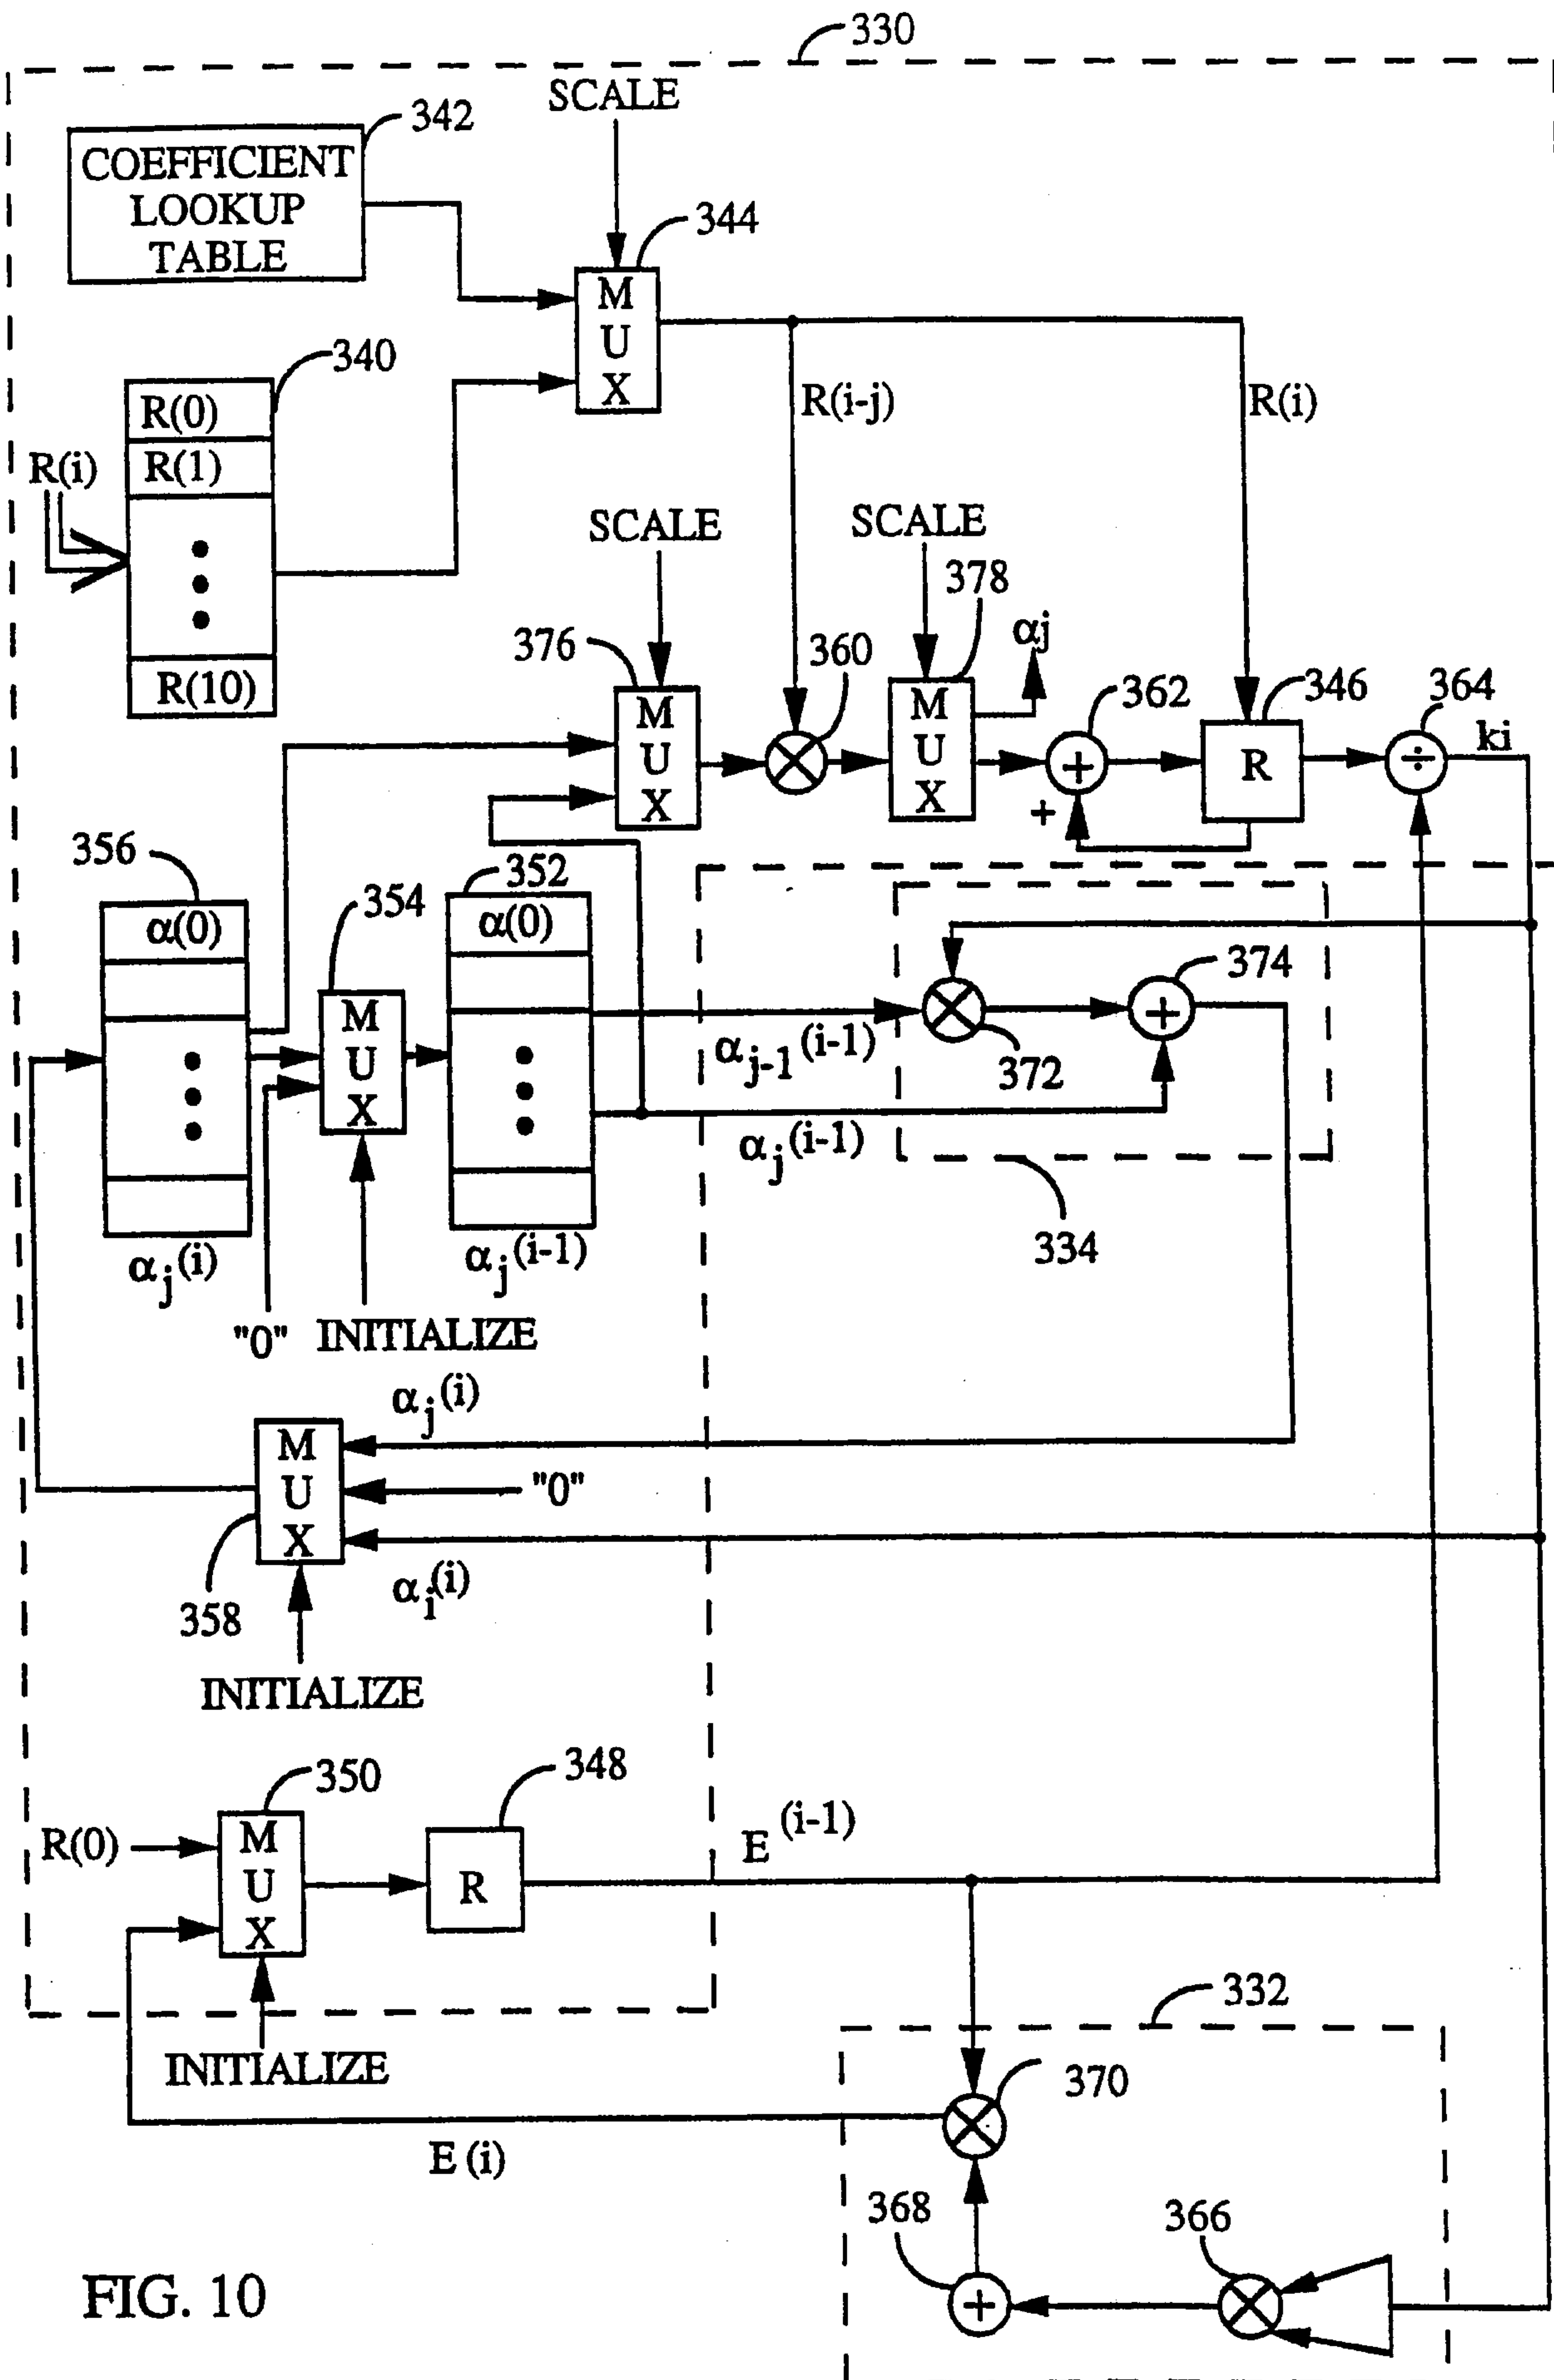 330
SCALE
342
COEFFICIENT
LOOKUP
TABLE
344
M
U
X
340
R(0)
R(1)
R(10)
R(i)
R(i-j)
R(i)
SCALE
SCALE
376
M
U
X
360
378
M
U
X
αj
362
+
+
346
R
364
÷
ki
356
α(0)
αj(i)
354
M
U
X
352
α(0)
αj(i-1)
"0"
INITIALIZE
αj-1(i-1)
αj(i-1)
372
374
+
334
αj(i)
M
U
X
"0"
358
αi(i)
INITIALIZE
350
R(0)
M
U
X
348
R
E(i-1)
INITIALIZE
332
370
E(i)
368
+
366
FIG. 10